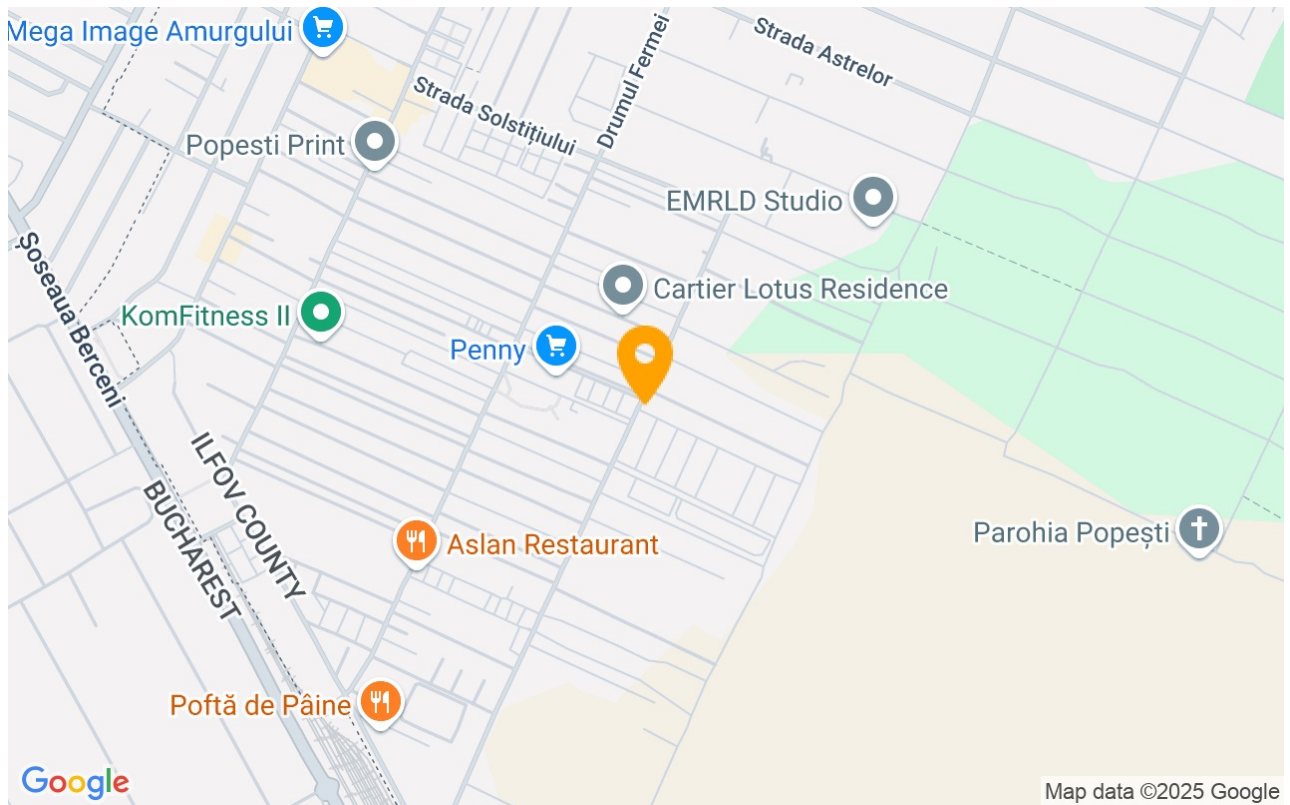 Mega Image Amurgului
Drumul Fermei
Strada Astrelor
Strada Solstițiului
Popesti Print
EMRLD Studio
Șoseaua Berceni
Cartier Lotus Residence
KomFitness II
Penny
ILFOV COUNTY
BUCHAREST
Parohia Popești
Aslan Restaurant
Poftă de Pâine
Google
Map data ©2025 Google